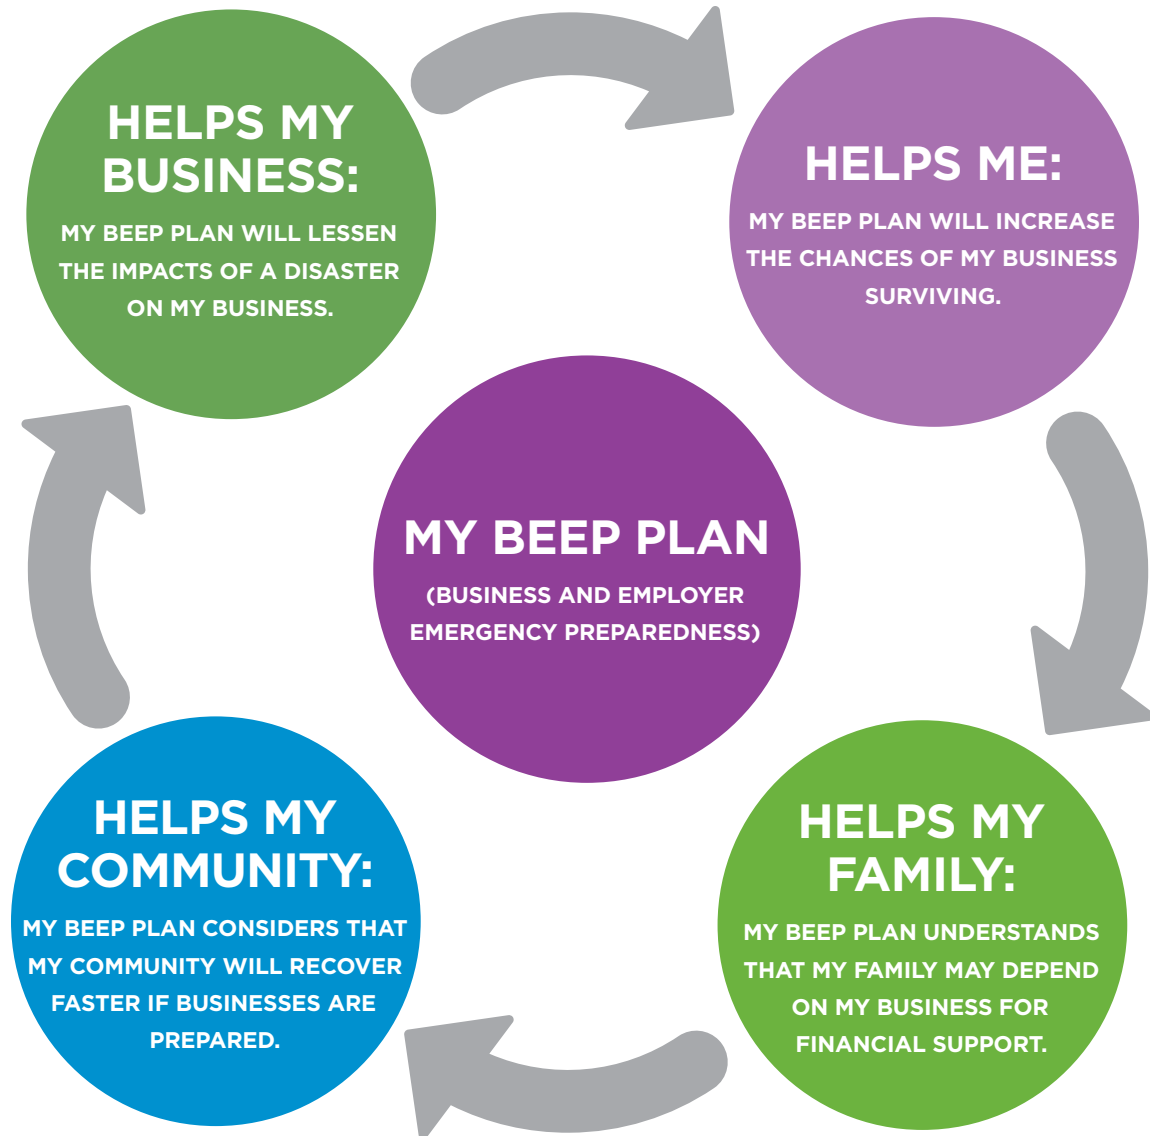 HELPS MY
BUSINESS:
MY BEEP PLAN WILL LESSEN
THE IMPACTS OF A DISASTER
ON MY BUSINESS.
HELPS ME:
MY BEEP PLAN WILL INCREASE
THE CHANCES OF MY BUSINESS
SURVIVING.
MY BEEP PLAN
(BUSINESS AND EMPLOYER
EMERGENCY PREPAREDNESS)
HELPS MY
COMMUNITY:
MY BEEP PLAN CONSIDERS THAT
MY COMMUNITY WILL RECOVER
FASTER IF BUSINESSES ARE
PREPARED.
HELPS MY
FAMILY:
MY BEEP PLAN UNDERSTANDS
THAT MY FAMILY MAY DEPEND
ON MY BUSINESS FOR
FINANCIAL SUPPORT.